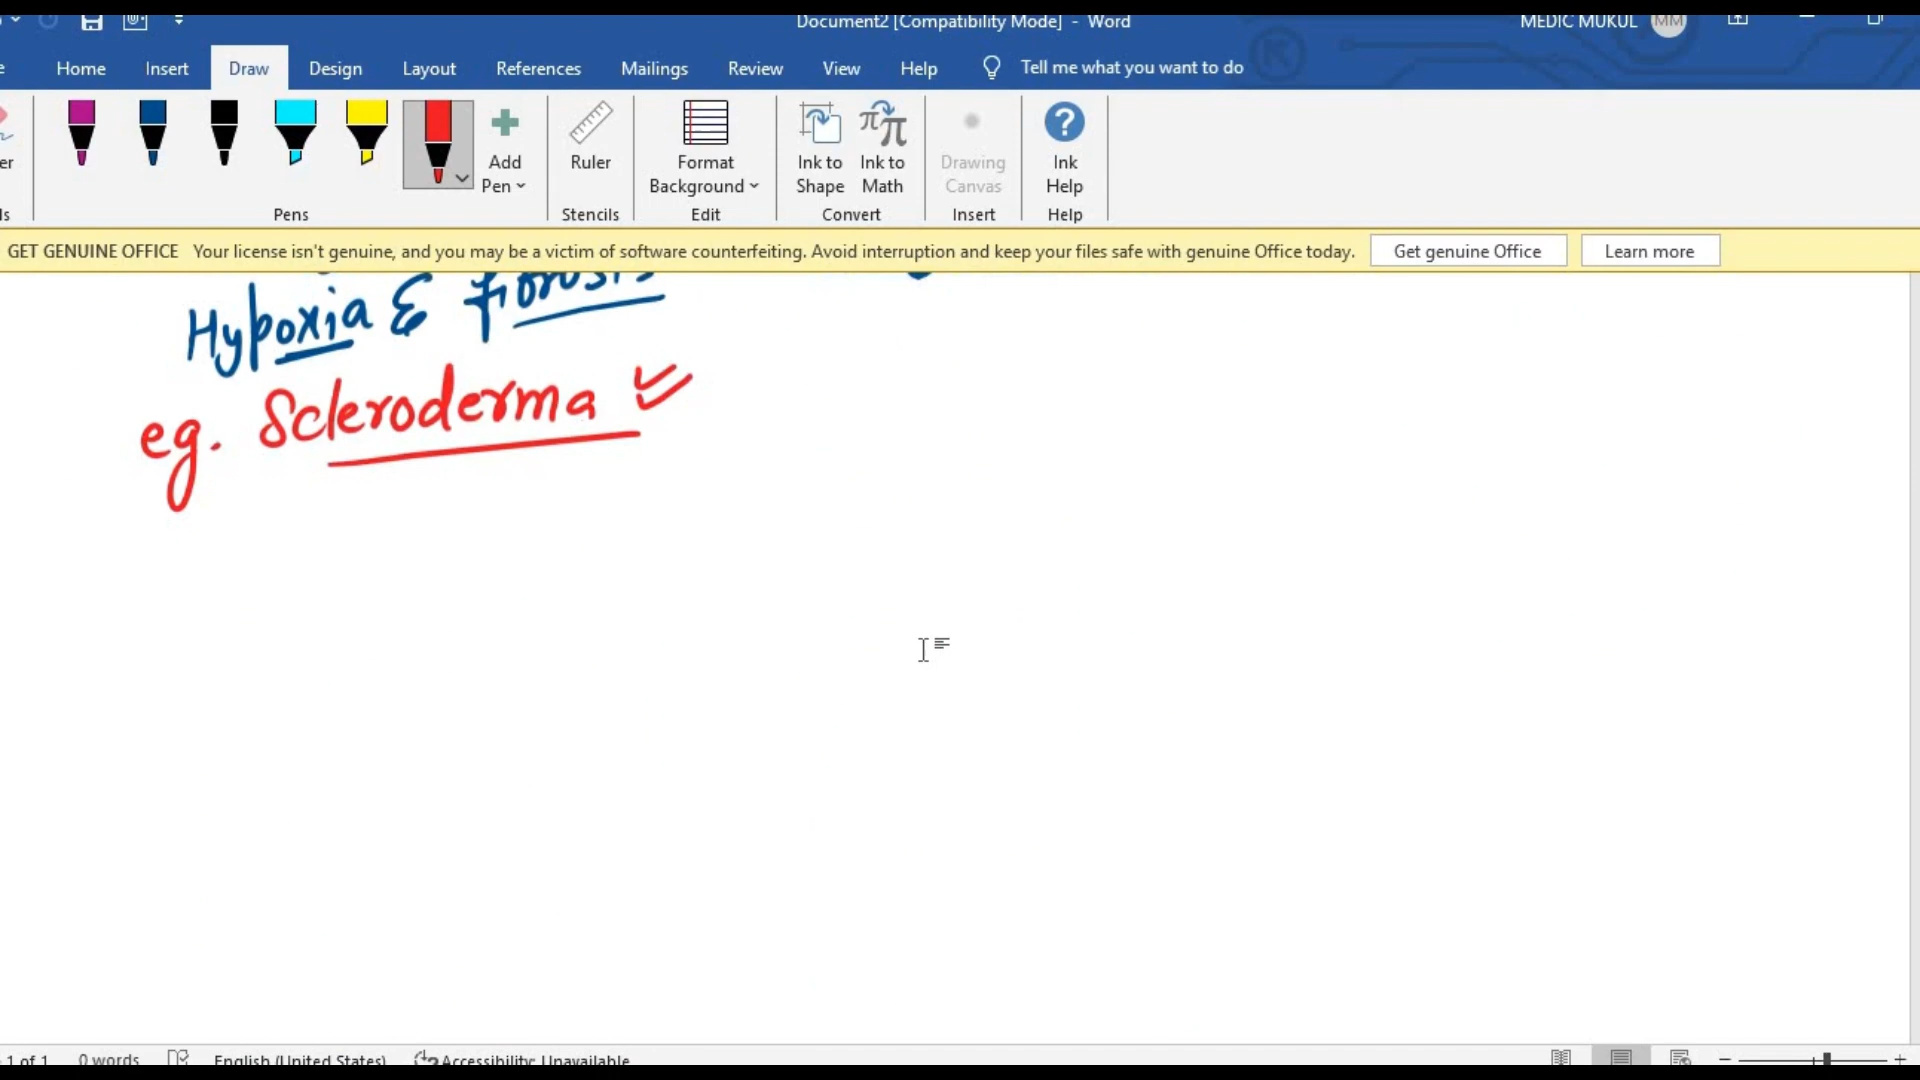 Document2 [Compatibility Mode] - Word
MEDIC MUKUL MM
Home Insert Draw Design Layout References Mailings Review View Help Tell me what you want to do
Add Pen
Ruler
Format Background
Ink to Shape
Ink to Math
Drawing Canvas
Ink Help
Pens Stencils Edit Convert Insert Help
GET GENUINE OFFICE Your license isn't genuine, and you may be a victim of software counterfeiting. Avoid interruption and keep your files safe with genuine Office today. Get genuine Office Learn more
Hypoxia & fibrosis
eg. Scleroderma
1 of 1 0 words English (United States) Accessibility: Unavailable